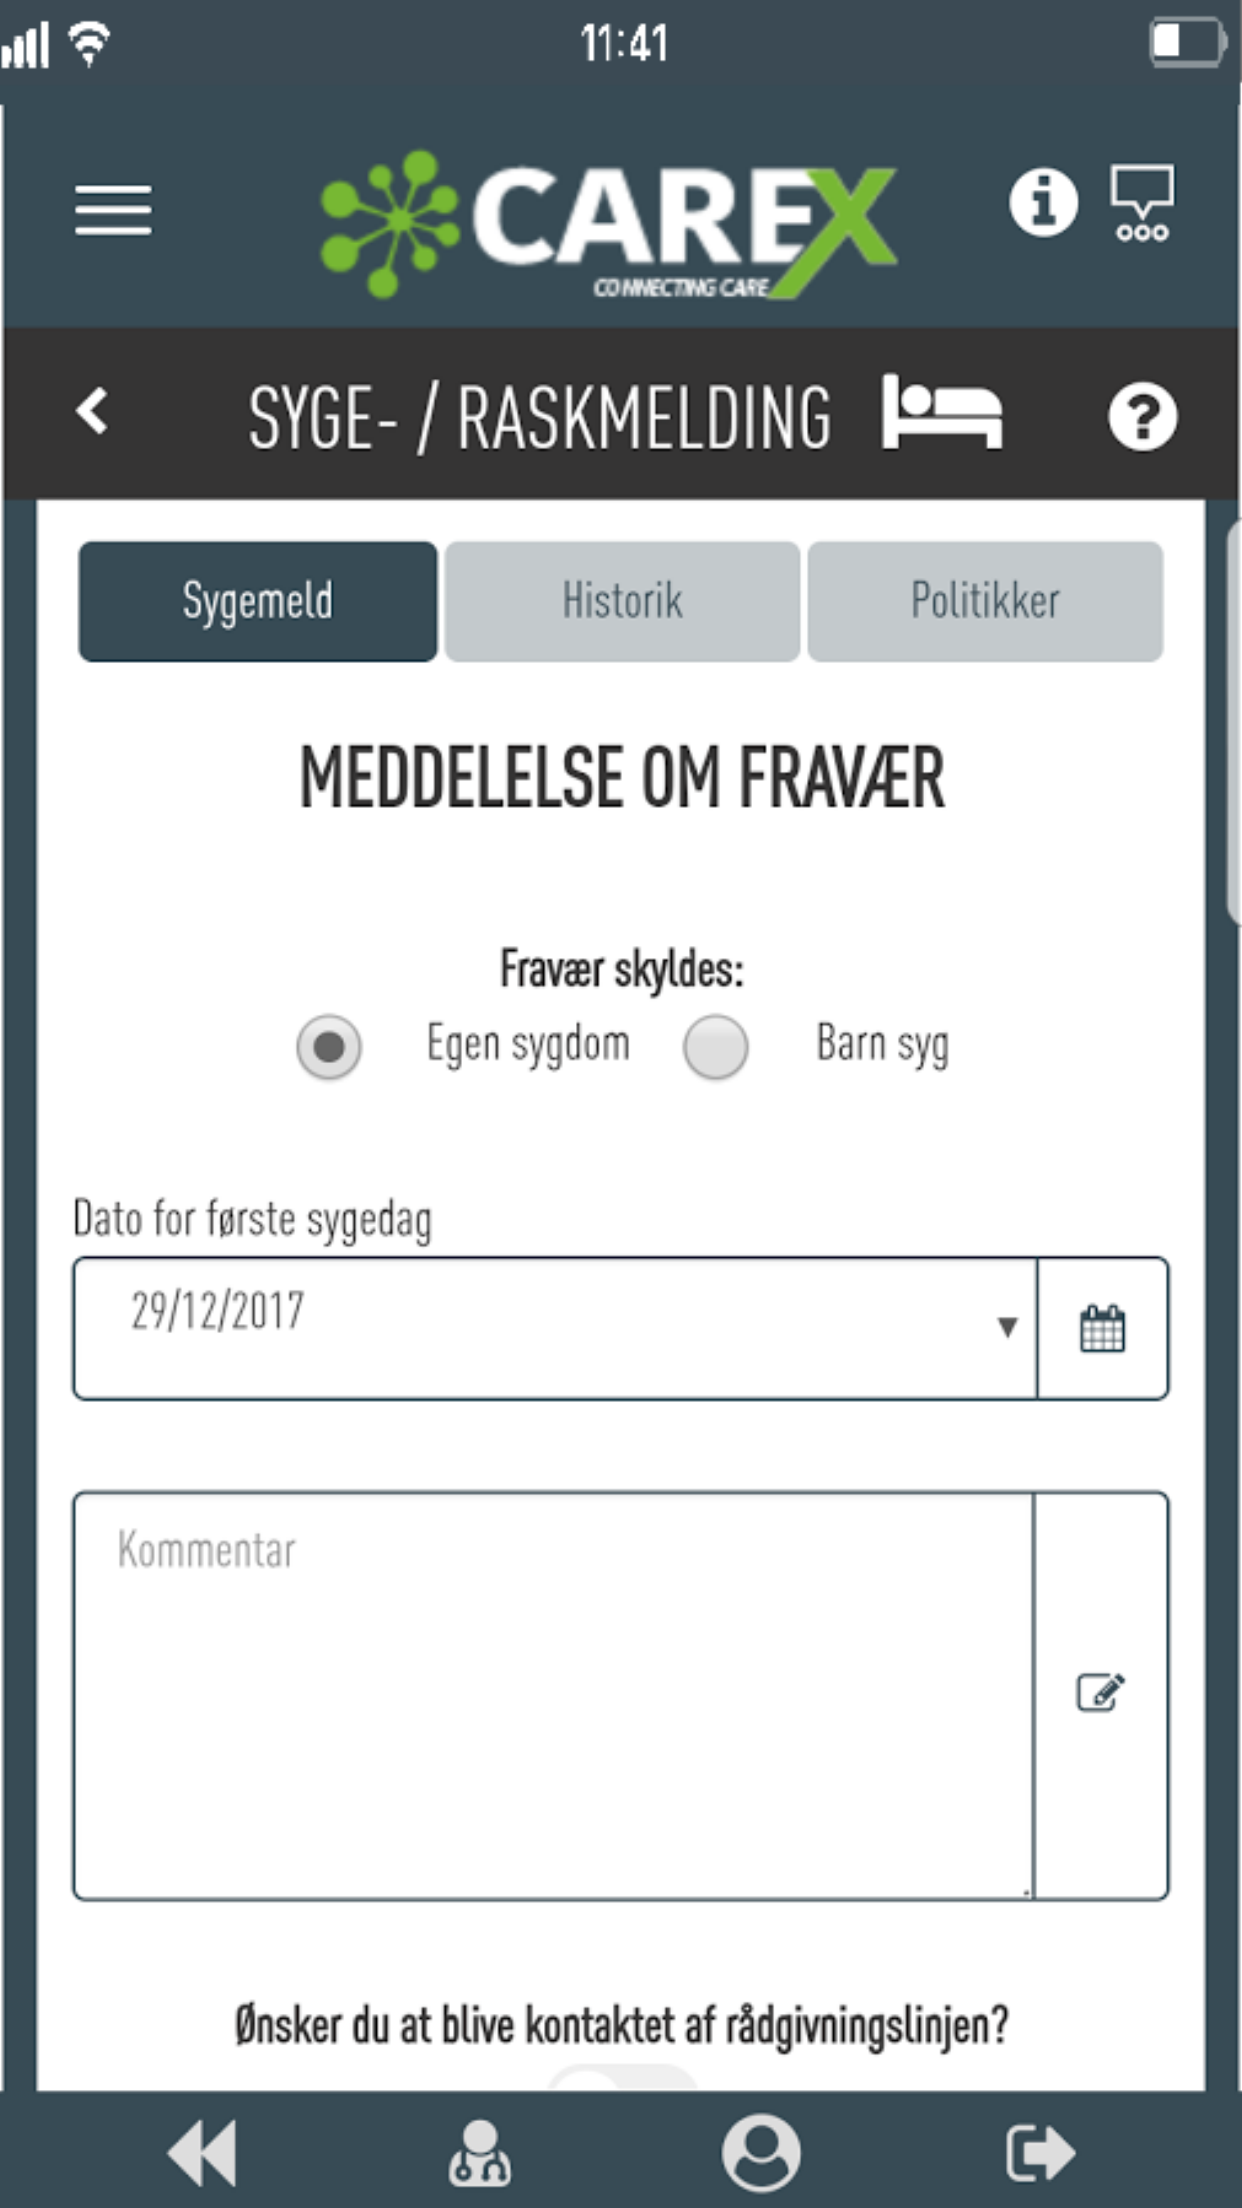 11:41
CAREX
CONNECTING CARE
SYGE- / RASKMELDING
Sygemeld Historik Politikker
MEDDELELSE OM FRAVÆR
Fravær skyldes:
Egen sygdom Barn syg
Dato for første sygedag
29/12/2017
Kommentar
Ønsker du at blive kontaktet af rådgivningslinjen?